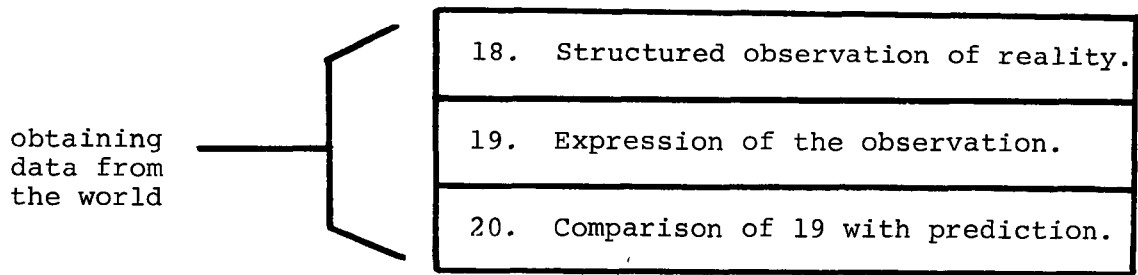 obtaining
data from
the world
18. Structured observation of reality.
19. Expression of the observation.
20. Comparison of 19 with prediction.